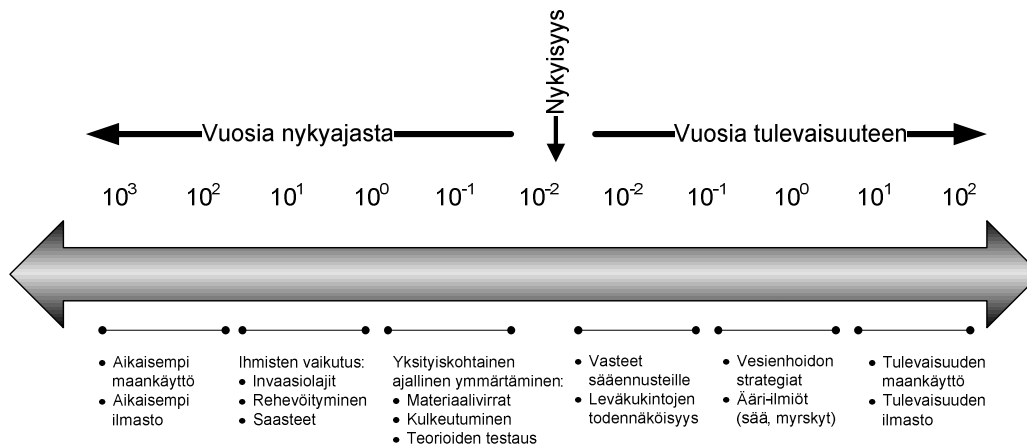 Nykyisyys
Vuosia nykyajasta
Vuosia tulevaisuuteen
10³ 10² 10¹ 10⁰ 10⁻¹ 10⁻² 10⁻² 10⁻¹ 10⁰ 10¹ 10²
• Aikaisempi
maankäyttö
• Aikaisempi
ilmasto
Ihmisten vaikutus:
• Invaasiolajit
• Rehevöityminen
• Saasteet
Yksityiskohtainen
ajallinen ymmärtäminen:
• Materiaalivirrat
• Kulkeutuminen
• Teorioiden testaus
• Vasteet
sääennusteille
• Leväkukintojen
todennäköisyys
• Vesienhoidon
strategiat
• Ääri-ilmiöt
(sää, myrskyt)
• Tulevaisuuden
maankäyttö
• Tulevaisuuden
ilmasto